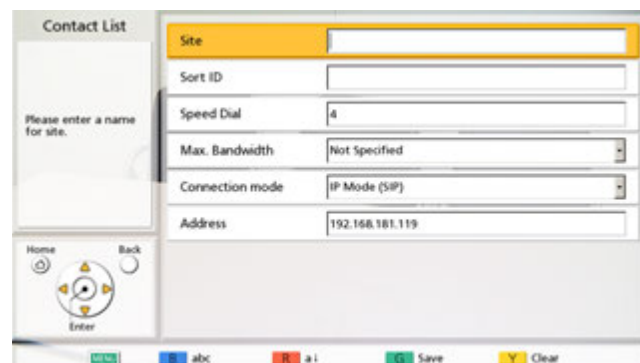 Contact List
Please enter a name
for site.
Site
Sort ID
Speed Dial 4
Max. Bandwidth Not Specified
Connection mode IP Mode (SIP)
Address 192.168.181.119
Home Back
Enter
MENU B abc R a↓ G Save Y Clear